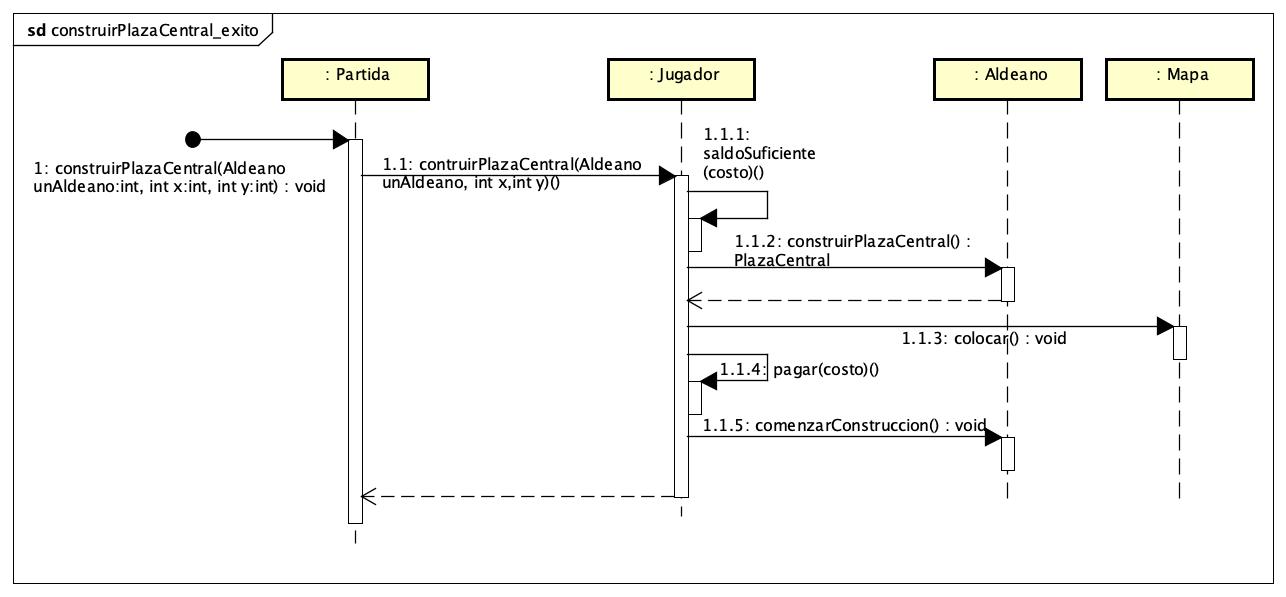 sd construirPlazaCentral_exito
: Partida
: Jugador
: Aldeano
: Mapa
1: construirPlazaCentral(Aldeano
unAldeano:int, int x:int, int y:int) : void
1.1: contruirPlazaCentral(Aldeano
unAldeano, int x,int y)()
1.1.1:
saldoSuficiente
(costo)()
1.1.2: construirPlazaCentral() :
PlazaCentral
1.1.3: colocar() : void
1.1.4: pagar(costo)()
1.1.5: comenzarConstruccion() : void